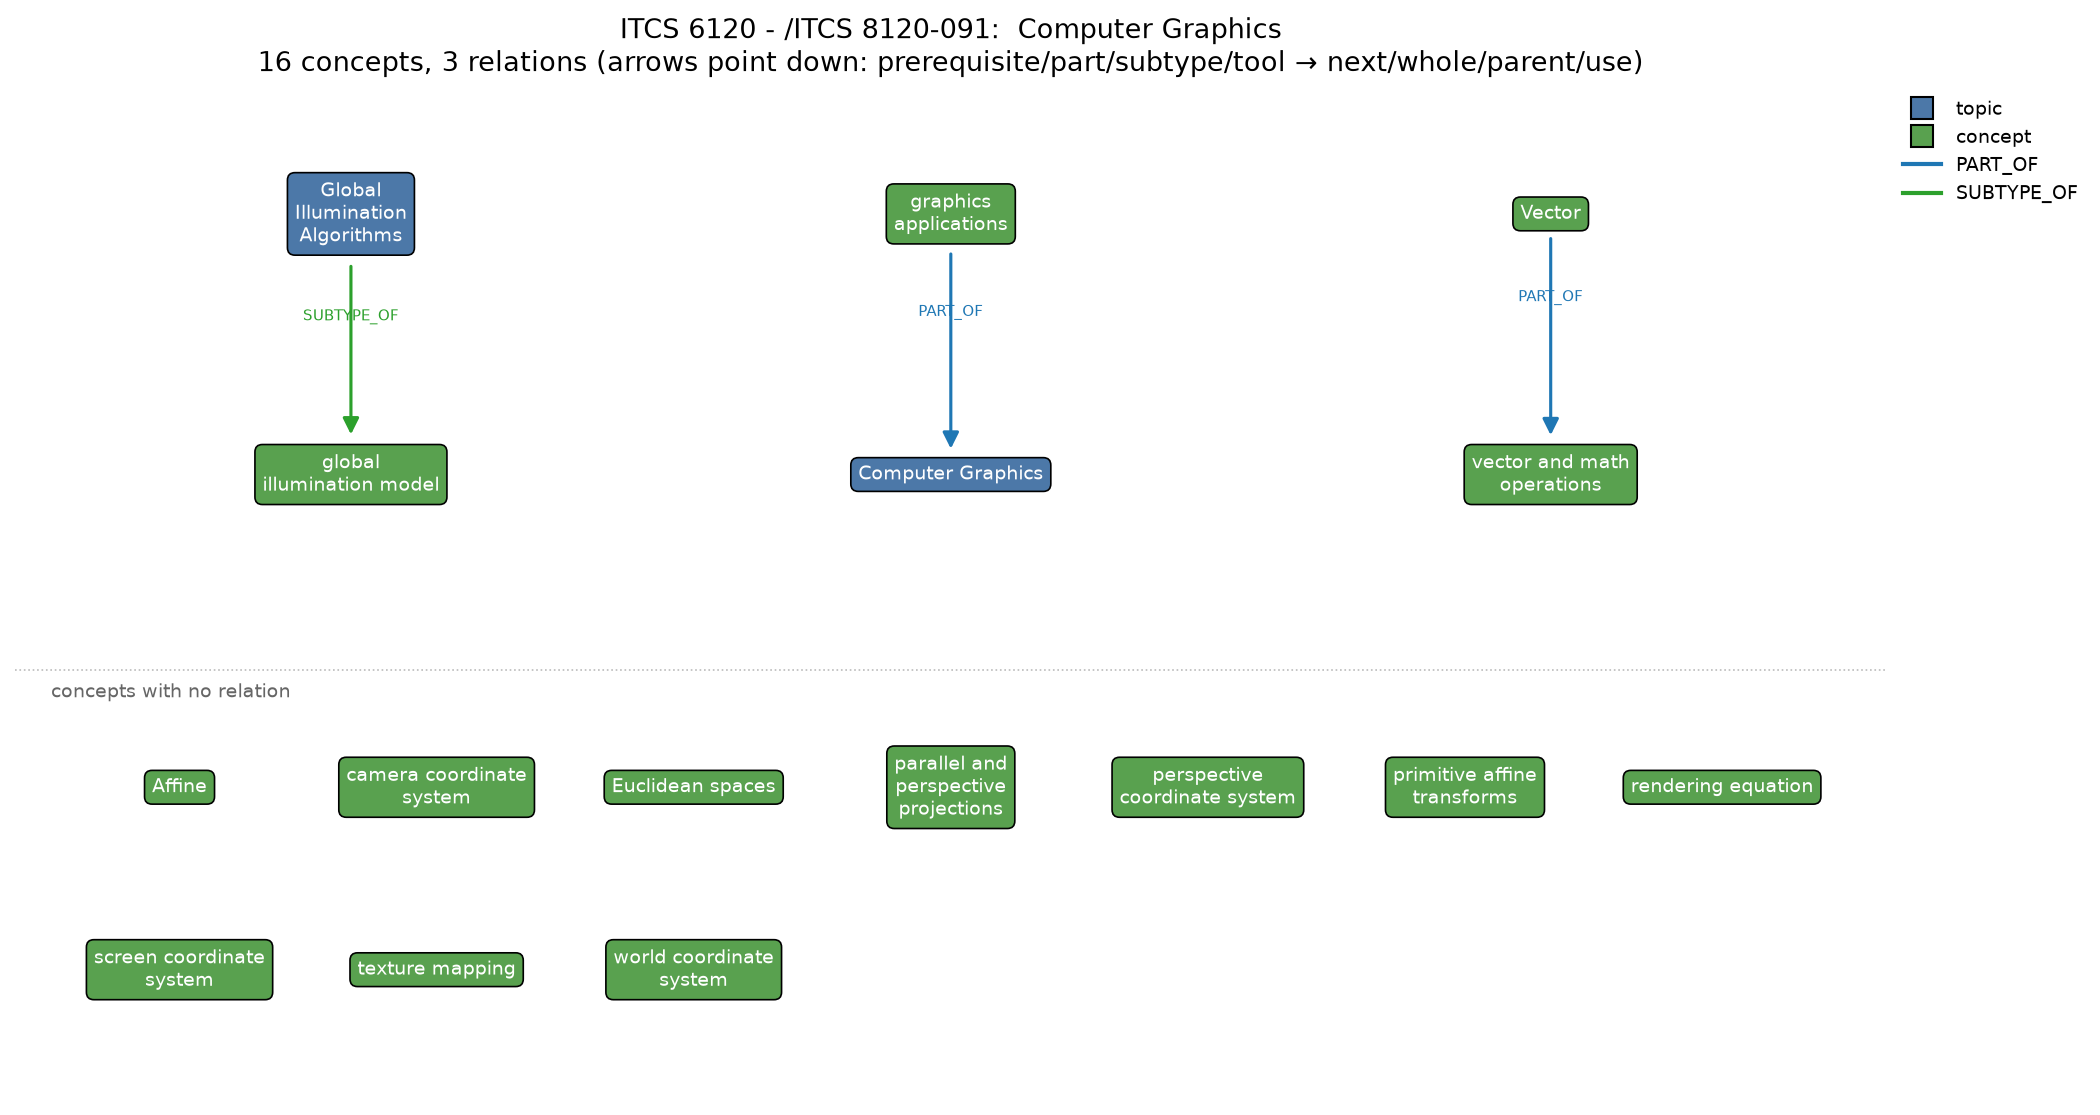 ITCS 6120 - /ITCS 8120-091:  Computer Graphics
16 concepts, 3 relations (arrows point down: prerequisite/part/subtype/tool → next/whole/parent/use)
topic
concept
PART_OF
SUBTYPE_OF
Global
Illumination
Algorithms
graphics
applications
Vector
SUBTYPE_OF
PART_OF
PART_OF
global
illumination model
Computer Graphics
vector and math
operations
concepts with no relation
Affine
camera coordinate
system
Euclidean spaces
parallel and
perspective
projections
perspective
coordinate system
primitive affine
transforms
rendering equation
screen coordinate
system
texture mapping
world coordinate
system